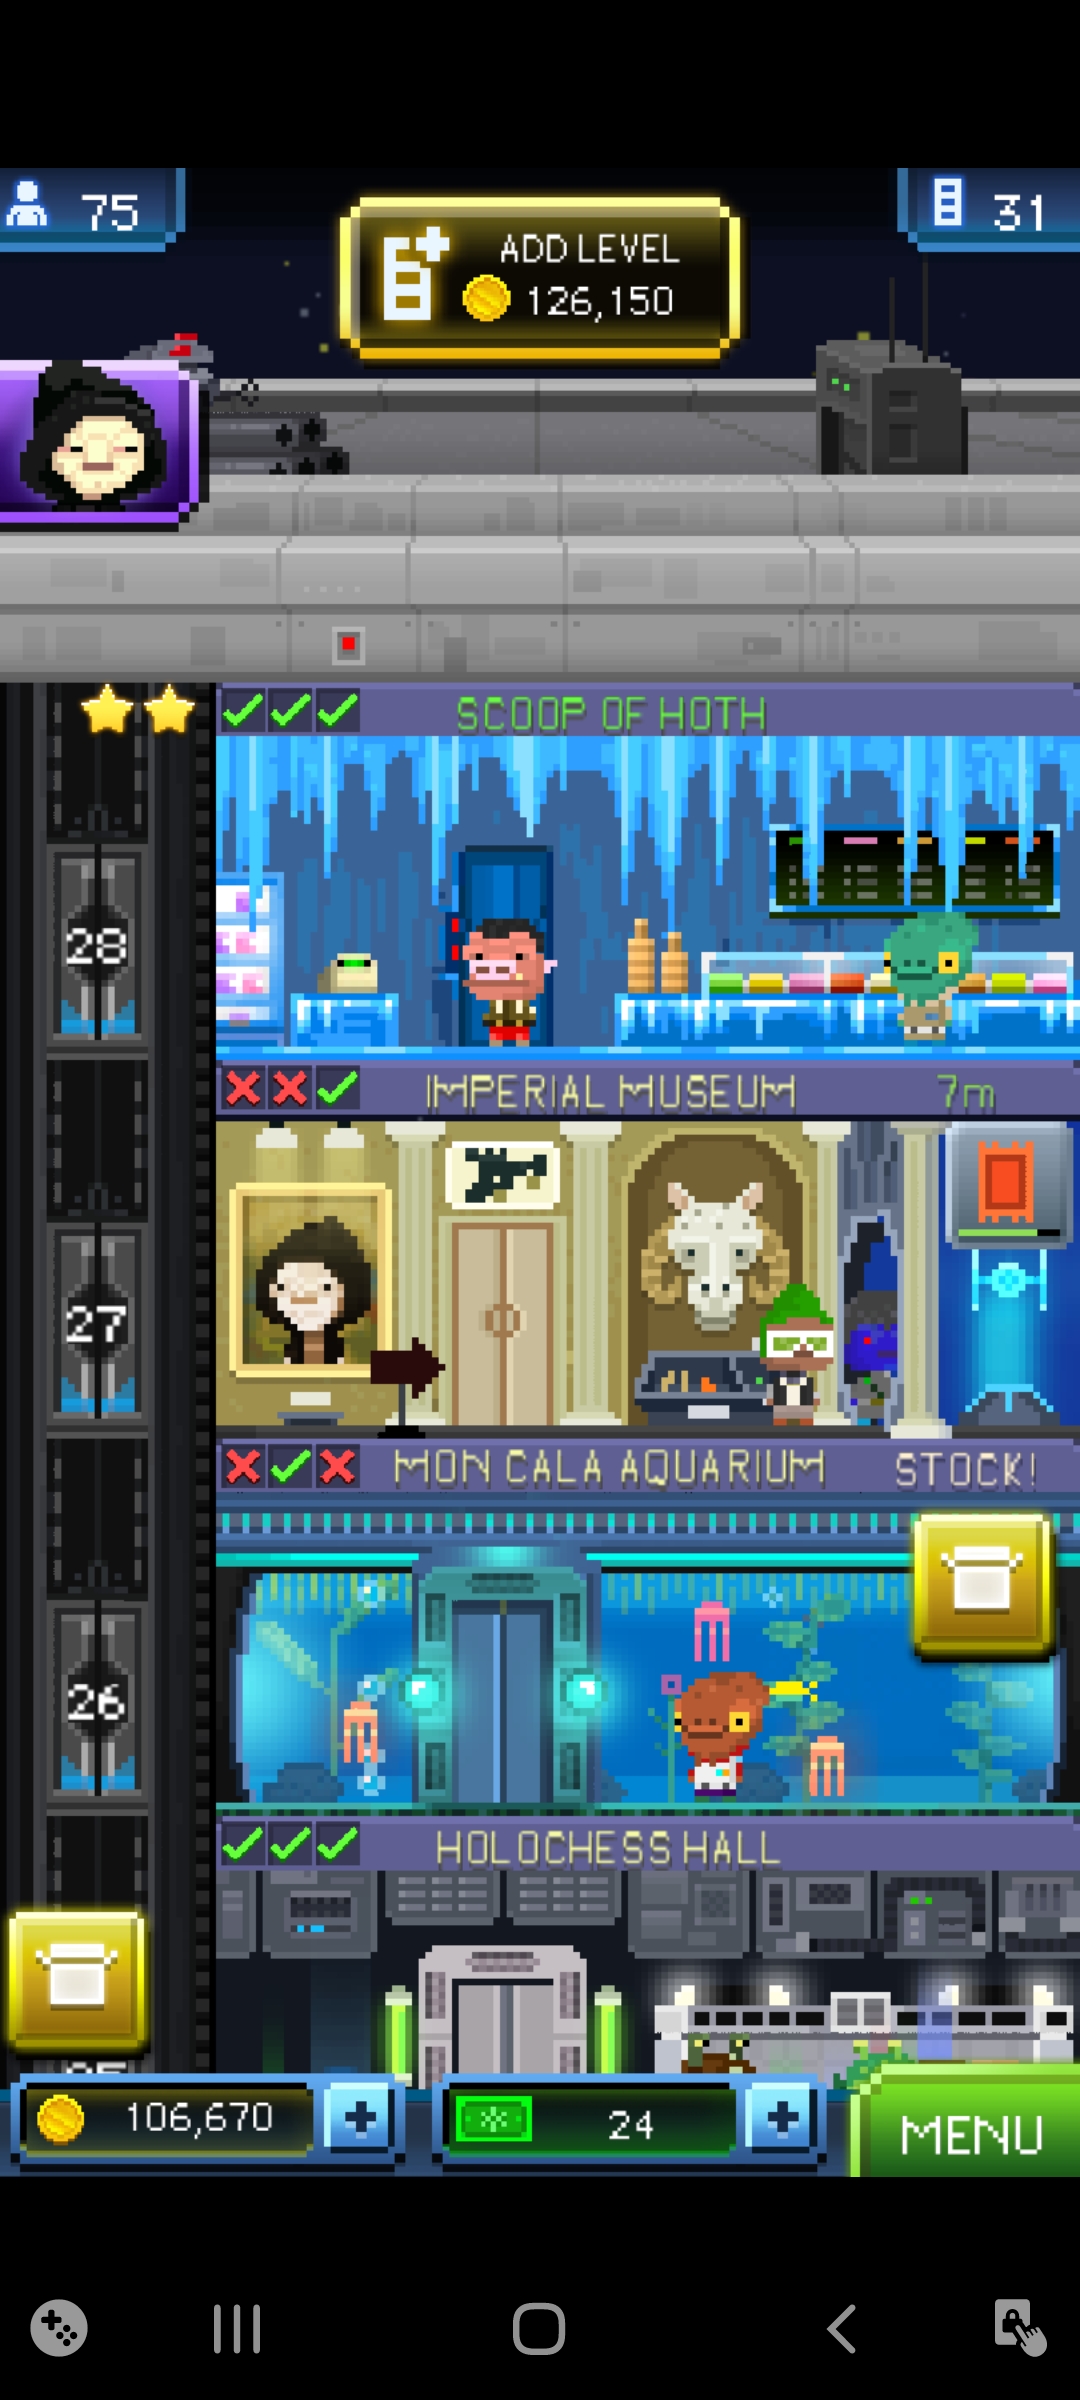 75
ADD LEVEL
126,150
31
SCOOP OF HOTH
28
IMPERIAL MUSEUM 7m
27
MON CALA AQUARIUM STOCK!
26
HOLOCHESS HALL
106,670
24
MENU